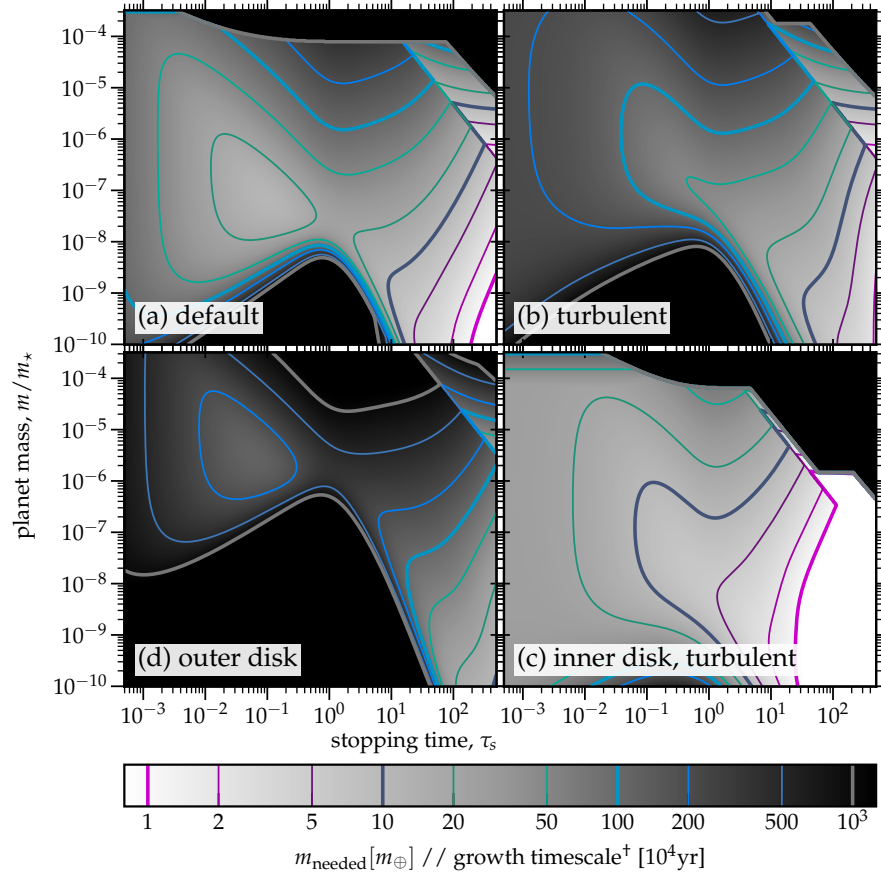 10⁻⁴
10⁻⁵
10⁻⁶
10⁻⁷
10⁻⁸
10⁻⁹
10⁻¹⁰
(a) default
(b) turbulent
10⁻⁴
10⁻⁵
10⁻⁶
10⁻⁷
10⁻⁸
10⁻⁹
10⁻¹⁰
planet mass, m/m⋆
(d) outer disk
(c) inner disk, turbulent
10⁻³ 10⁻² 10⁻¹ 10⁰ 10¹ 10² 10⁻³ 10⁻² 10⁻¹ 10⁰ 10¹ 10²
stopping time, τₛ
1 2 5 10 20 50 100 200 500 10³
m_needed[m_⊕] // growth timescale† [10⁴yr]